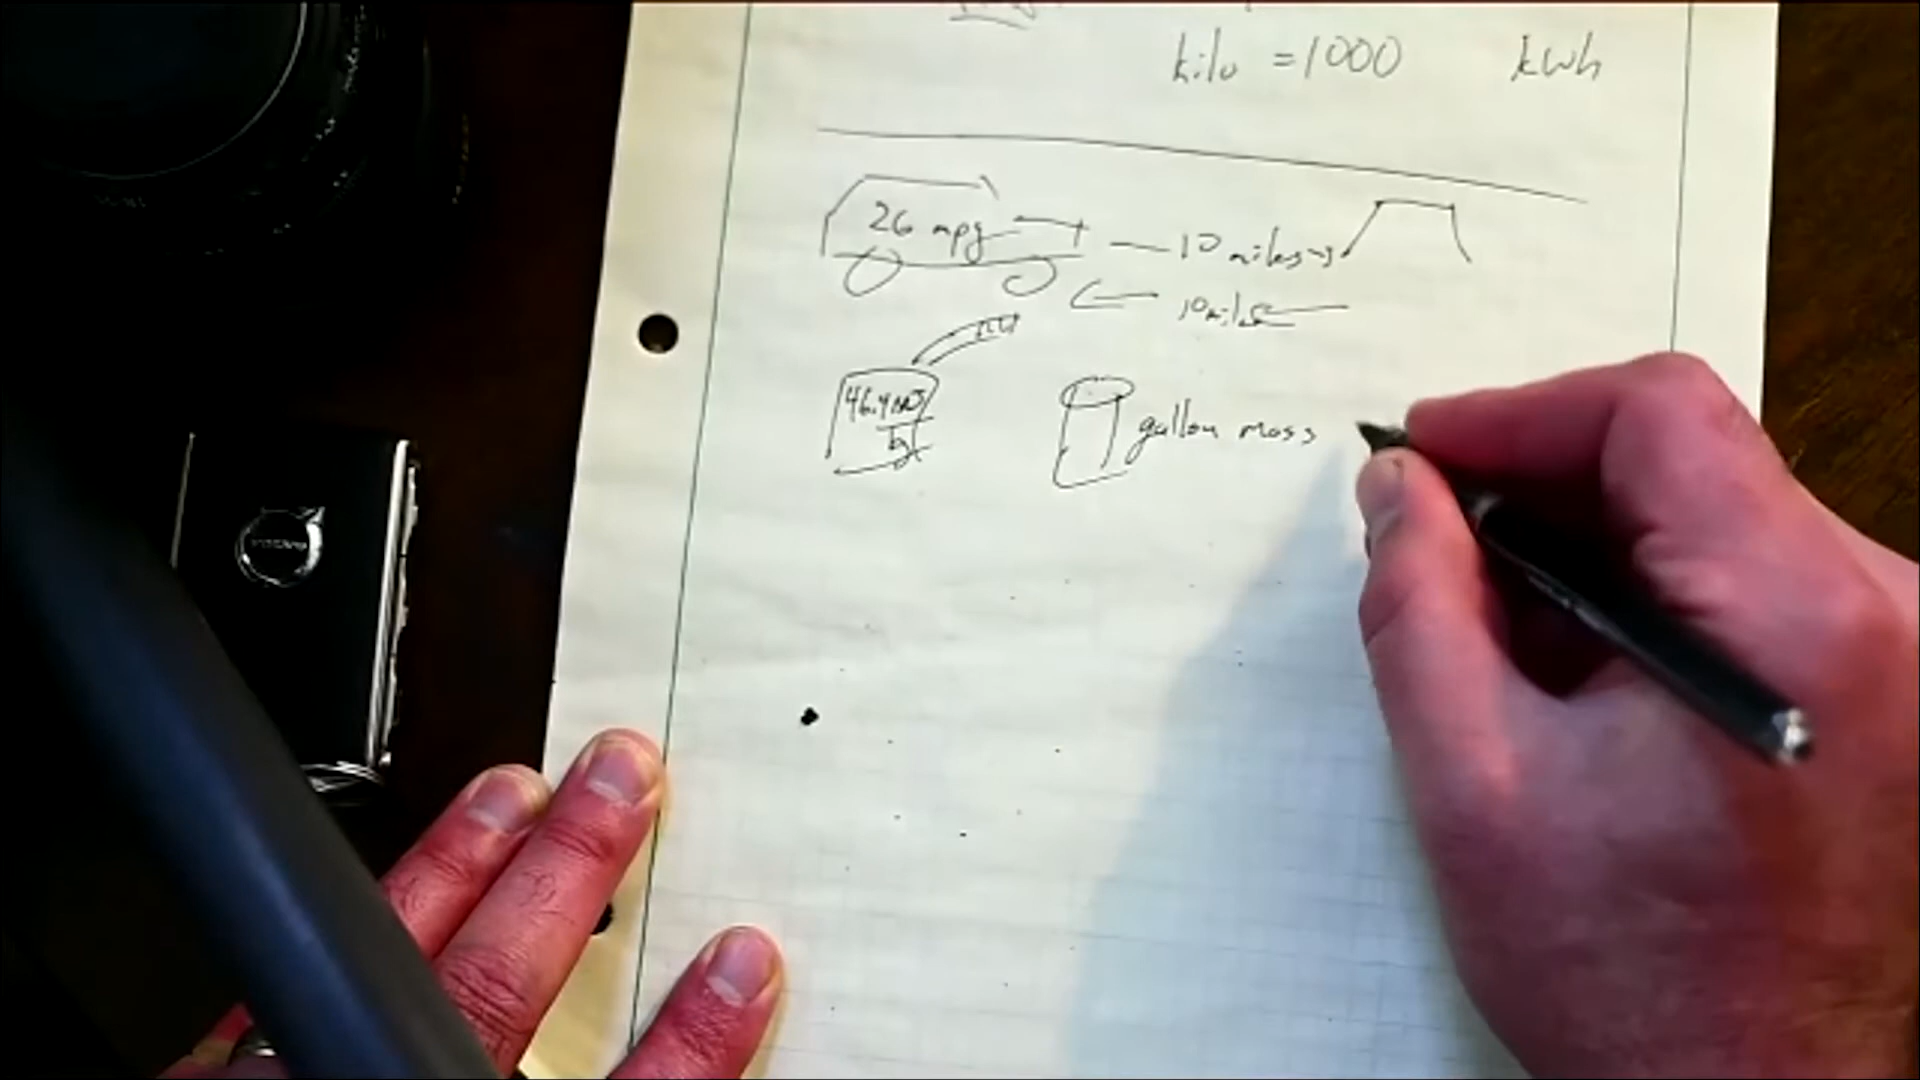 kilo = 1000 kWh
26 mpg
10 miles
10 miles
46.4 MJ
kg
gallon mass